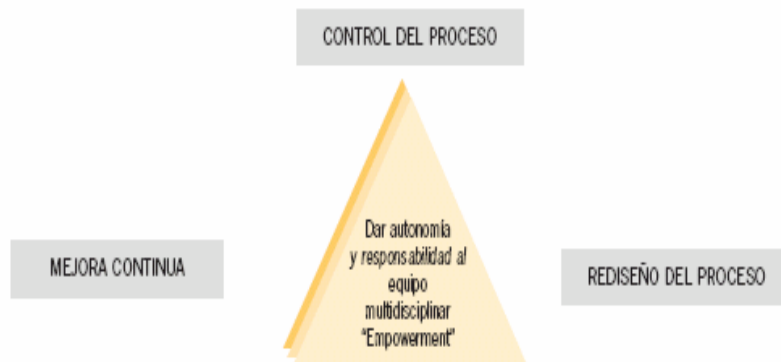 CONTROL DEL PROCESO
MEJORA CONTINUA
Dar autonomía
y responsabilidad al
equipo
multidisciplinar
"Empowerment"
REDISEÑO DEL PROCESO